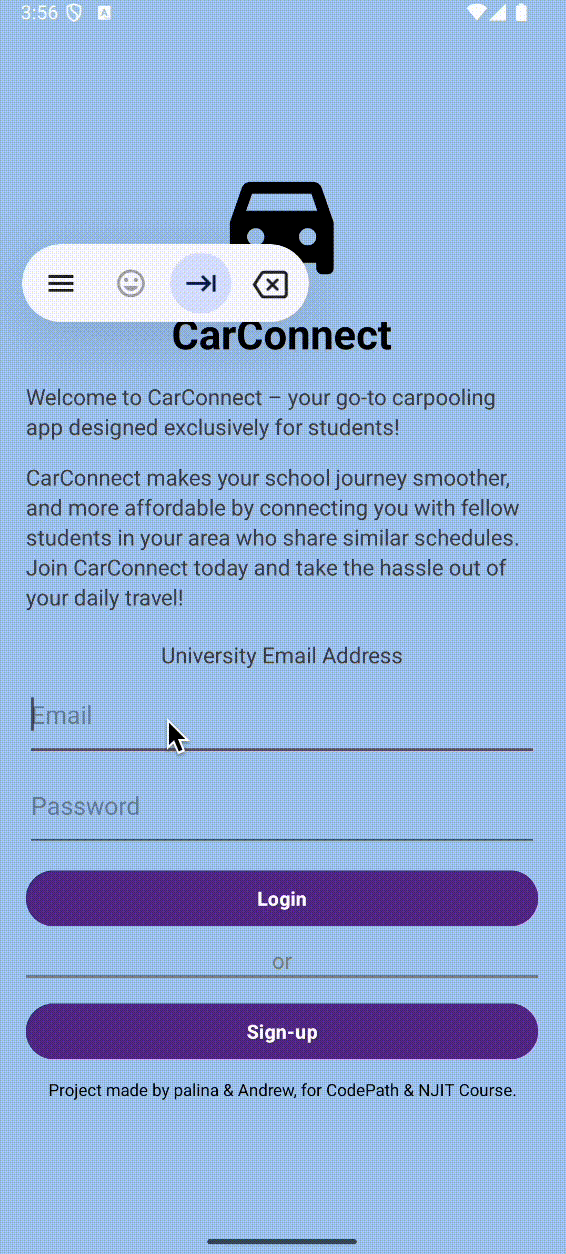 3:56
A
CarConnect
Welcome to CarConnect – your go-to carpooling
app designed exclusively for students!
CarConnect makes your school journey smoother,
and more affordable by connecting you with fellow
students in your area who share similar schedules.
Join CarConnect today and take the hassle out of
your daily travel!
University Email Address
Email
Password
Login
or
Sign-up
Project made by palina & Andrew, for CodePath & NJIT Course.